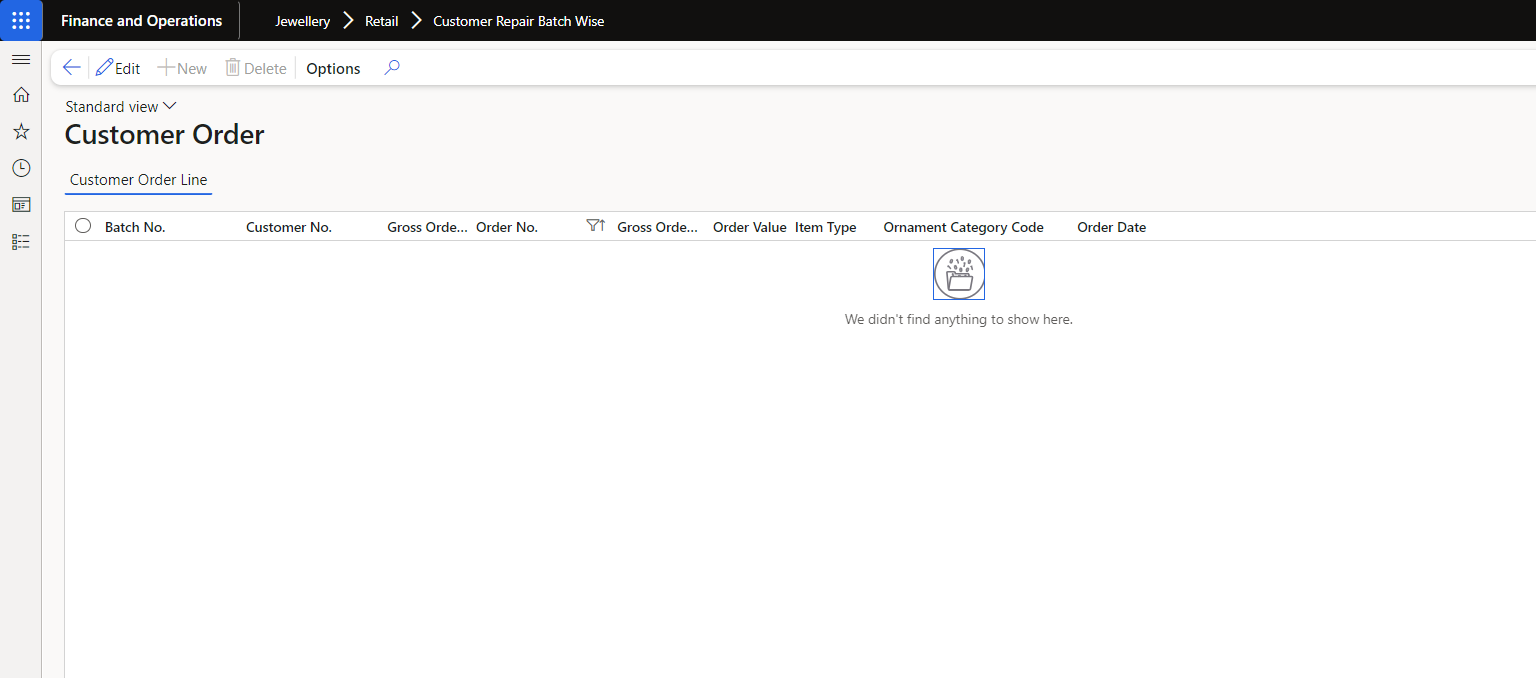 Finance and Operations Jewellery Retail Customer Repair Batch Wise
Edit New Delete Options
Standard view
Customer Order
Customer Order Line
Batch No. Customer No. Gross Orde... Order No. Gross Orde... Order Value Item Type Ornament Category Code Order Date
We didn't find anything to show here.